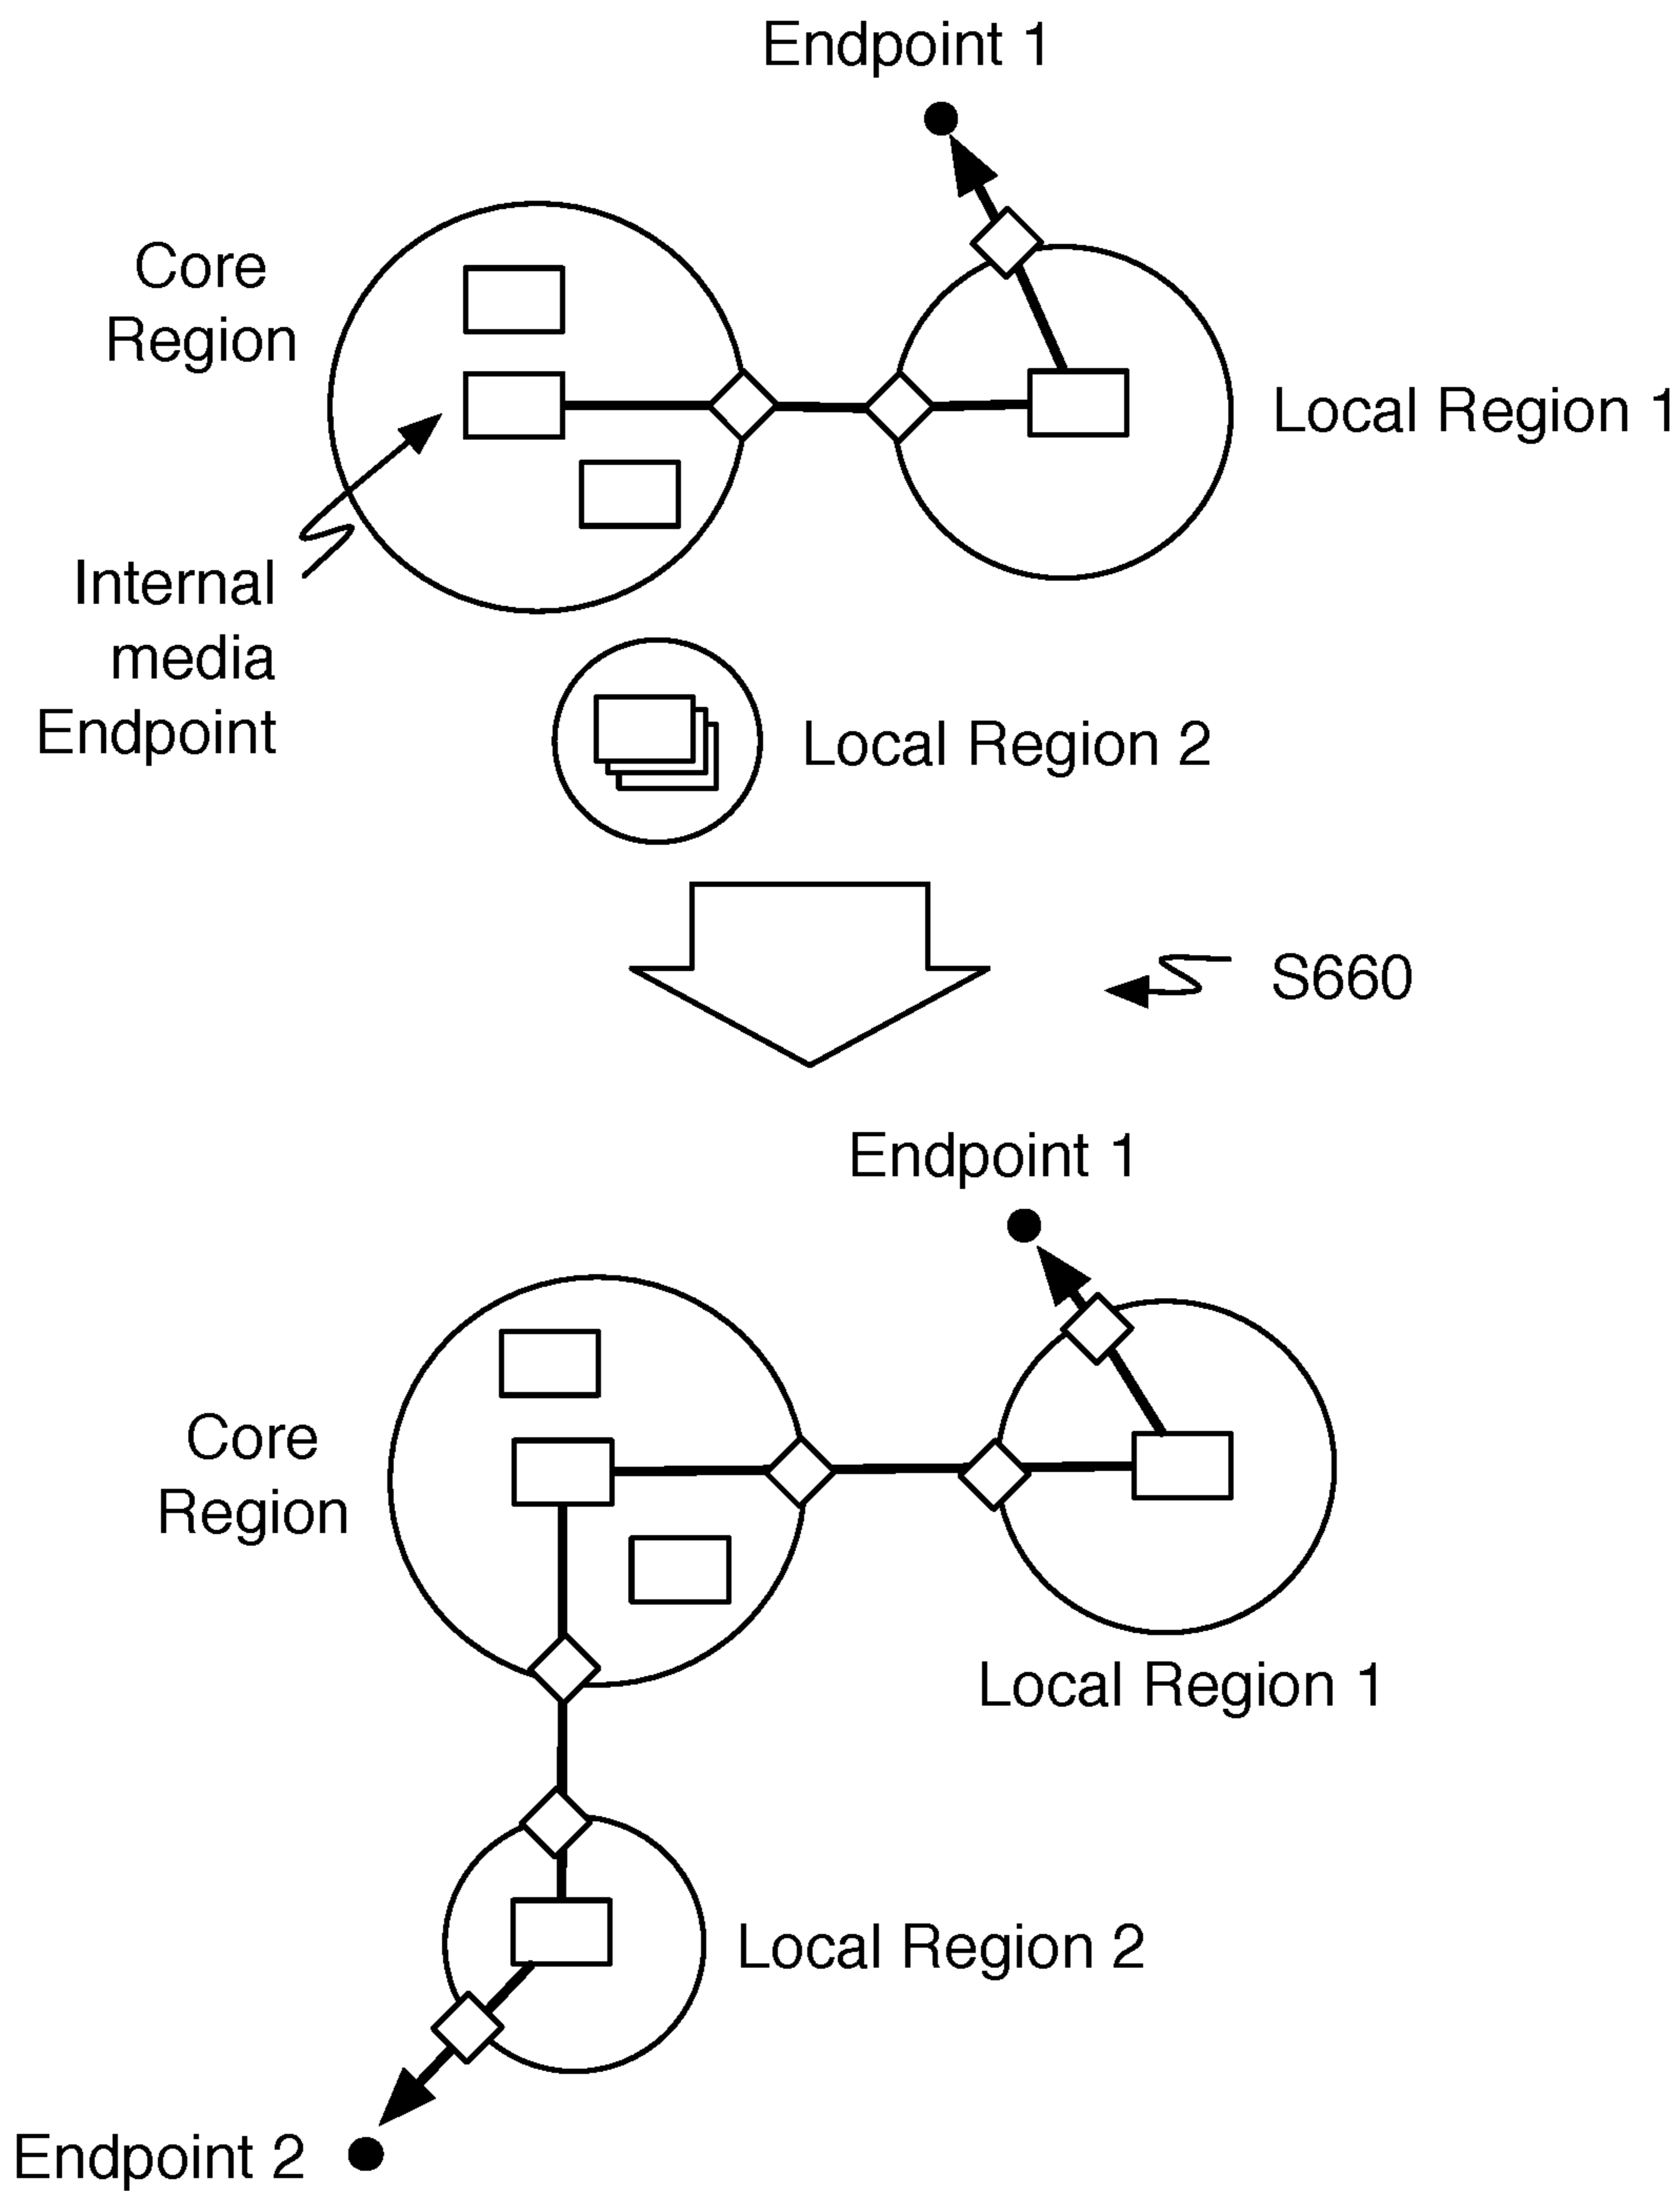 Endpoint 1
Core
Region
Local Region 1
Internal
media
Endpoint
Local Region 2
S660
Endpoint 1
Core
Region
Local Region 1
Local Region 2
Endpoint 2